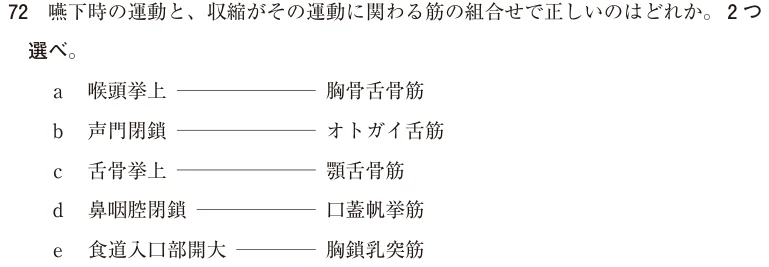 72 嚥下時の運動と、収縮がその運動に関わる筋の組合せで正しいのはどれか。2つ
選べ。
a 喉頭挙上 ――――― 胸骨舌骨筋
b 声門閉鎖 ――――― オトガイ舌筋
c 舌骨挙上 ――――― 顎舌骨筋
d 鼻咽腔閉鎖 ――――― 口蓋帆挙筋
e 食道入口部開大 ――― 胸鎖乳突筋